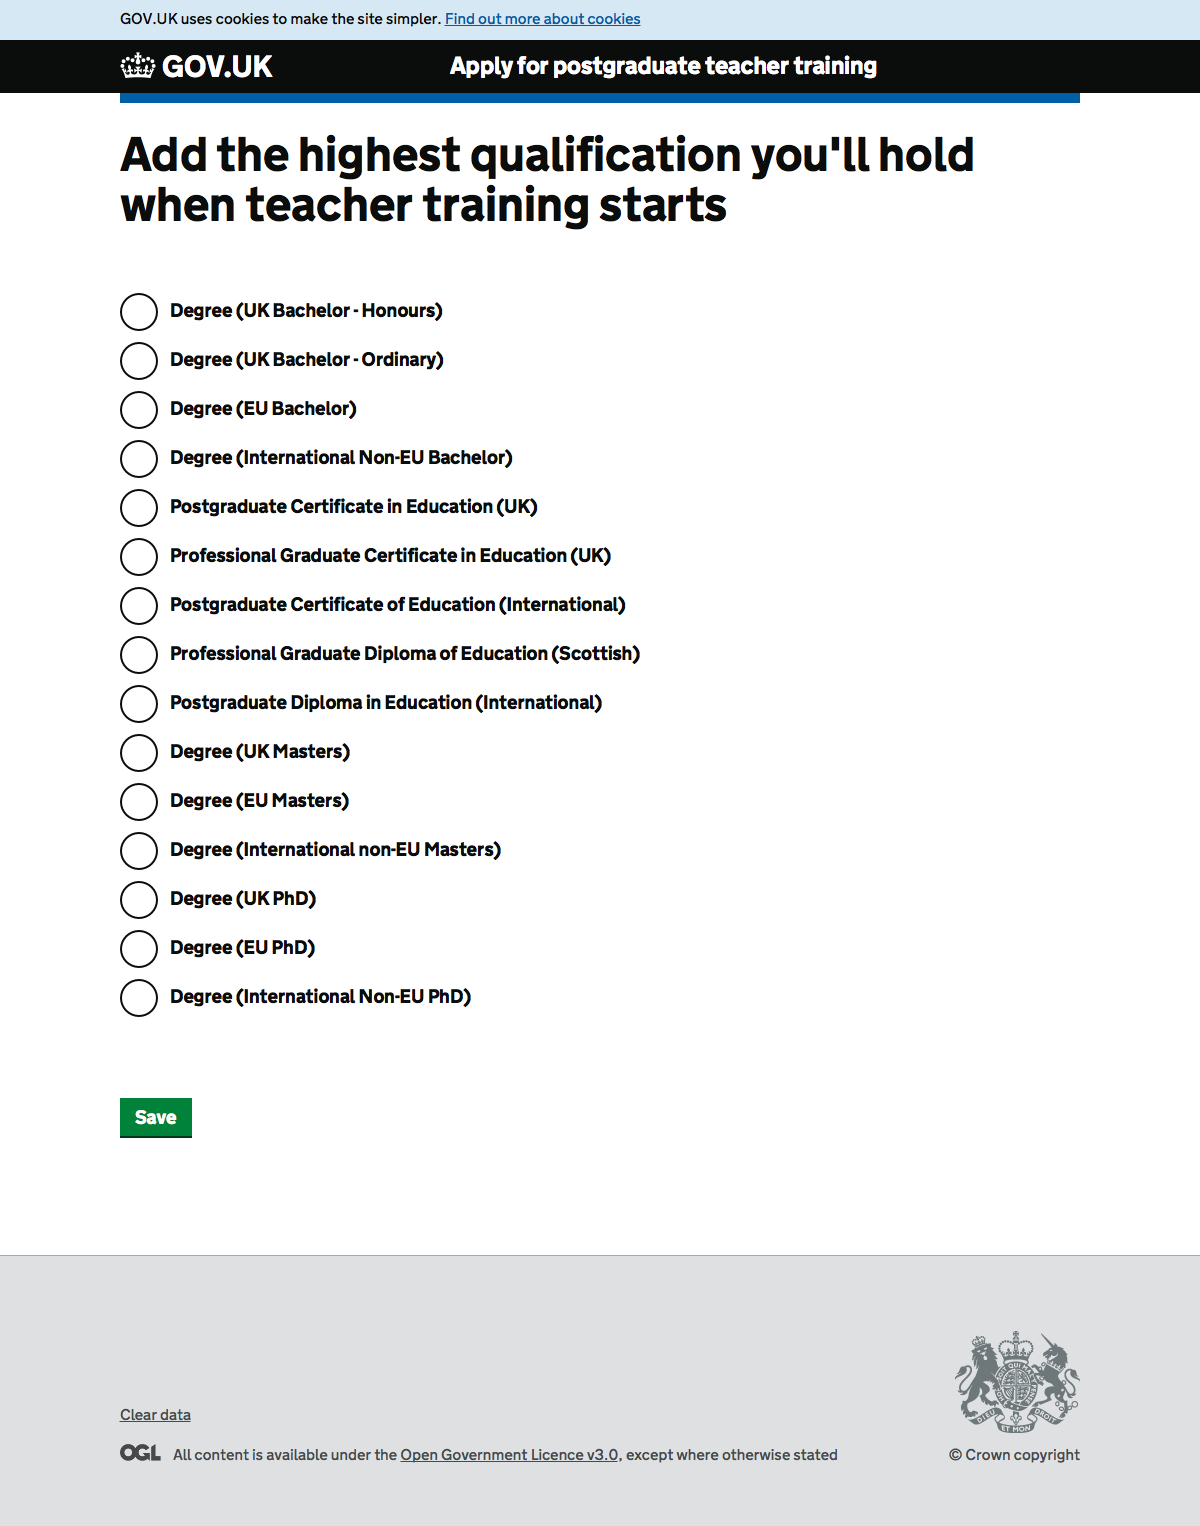 GOV.UK uses cookies to make the site simpler. Find out more about cookies
GOV.UK Apply for postgraduate teacher training
Add the highest qualification you'll hold
when teacher training starts
Degree (UK Bachelor - Honours)
Degree (UK Bachelor - Ordinary)
Degree (EU Bachelor)
Degree (International Non-EU Bachelor)
Postgraduate Certificate in Education (UK)
Professional Graduate Certificate in Education (UK)
Postgraduate Certificate of Education (International)
Professional Graduate Diploma of Education (Scottish)
Postgraduate Diploma in Education (International)
Degree (UK Masters)
Degree (EU Masters)
Degree (International non-EU Masters)
Degree (UK PhD)
Degree (EU PhD)
Degree (International Non-EU PhD)
Save
DIEU ET MON DROIT
Clear data
OGL All content is available under the Open Government Licence v3.0, except where otherwise stated
© Crown copyright